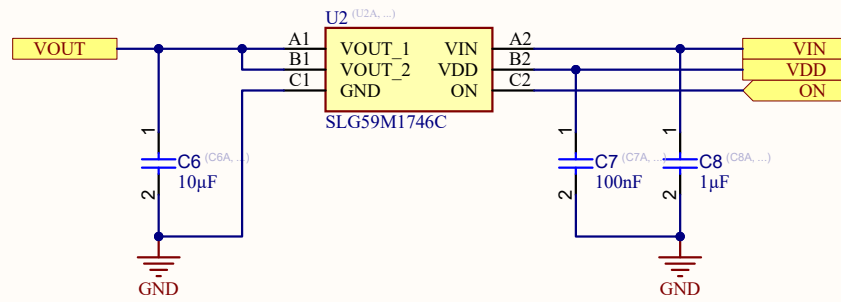 U2 (U2A, ...)
VOUT A1 VOUT_1 VIN A2 VIN
B1 VOUT_2 VDD B2 VDD
C1 GND ON C2 ON
SLG59M1746C
1 1 1
C6 (C6A, ...) C7 (C7A, ...) C8 (C8A, ...)
10µF 100nF 1µF
2 2 2
GND GND